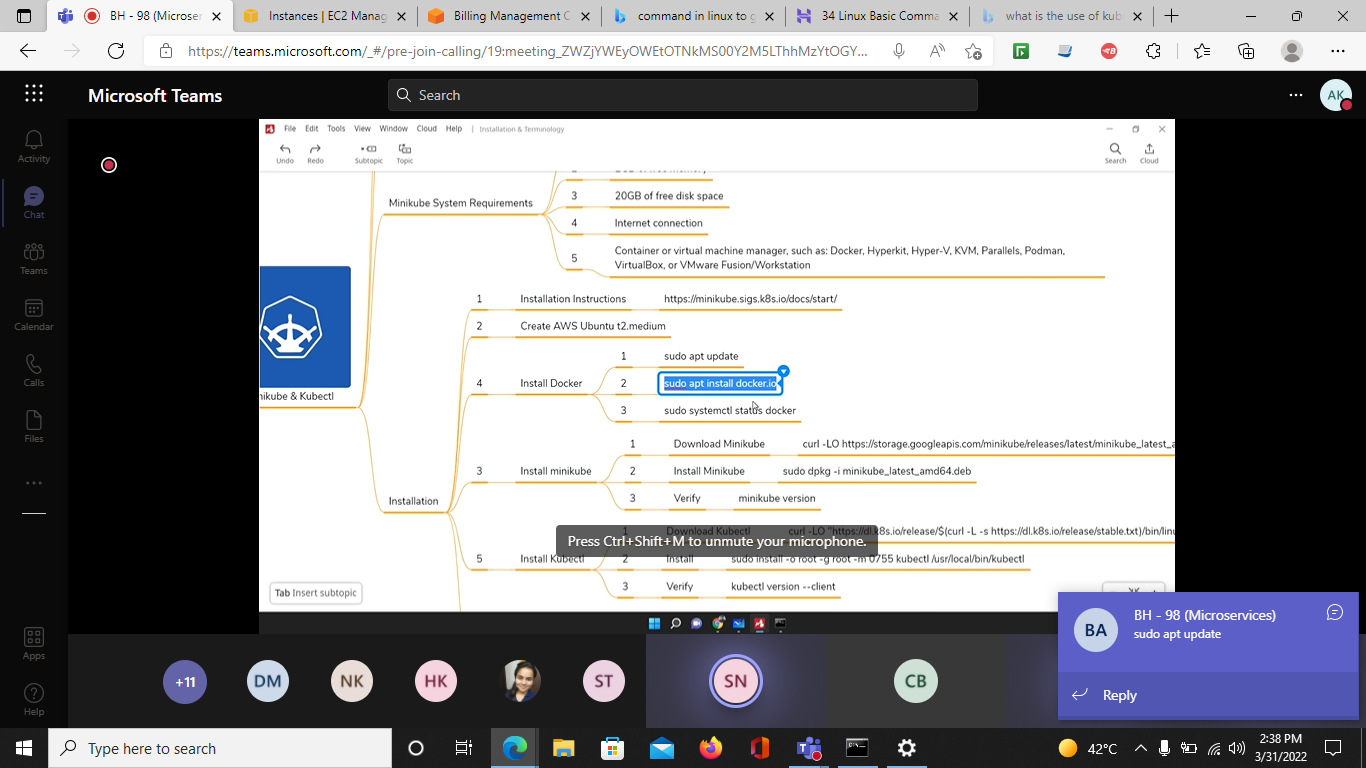 BH - 98 (Microser
Instances | EC2 Manag
Billing Management C
command in linux to g
34 Linux Basic Comma
what is the use of kub
https://teams.microsoft.com/_#/pre-join-calling/19:meeting_ZWZjYWEyOWEtOTNkMS00Y2M5LThhMzYtOGY...
Microsoft Teams
Search
AK
Activity
Chat
Teams
Calendar
Calls
Files
Apps
Help
File Edit Tools View Window Cloud Help | Installation & Terminology
Undo Redo Subtopic Topic Search Cloud
Minikube System Requirements
3 20GB of free disk space
4 Internet connection
5 Container or virtual machine manager, such as: Docker, Hyperkit, Hyper-V, KVM, Parallels, Podman,
VirtualBox, or VMware Fusion/Workstation
1 Installation Instructions https://minikube.sigs.k8s.io/docs/start/
2 Create AWS Ubuntu t2.medium
1 sudo apt update
4 Install Docker 2 sudo apt install docker.io
nikube & Kubectl
3 sudo systemctl status docker
1 Download Minikube curl -LO https://storage.googleapis.com/minikube/releases/latest/minikube_latest_a
3 Install minikube 2 Install Minikube sudo dpkg -i minikube_latest_amd64.deb
Installation
3 Verify minikube version
1 Download Kubectl curl -LO "https://dl.k8s.io/release/$(curl -L -s https://dl.k8s.io/release/stable.txt)/bin/linu
Press Ctrl+Shift+M to unmute your microphone.
5 Install Kubectl 2 Install sudo install -o root -g root -m 0755 kubectl /usr/local/bin/kubectl
3 Verify kubectl version --client
Tab Insert subtopic
BA
BH - 98 (Microservices)
sudo apt update
Reply
+11 DM NK HK ST SN CB
Type here to search
42°C
2:38 PM
3/31/2022